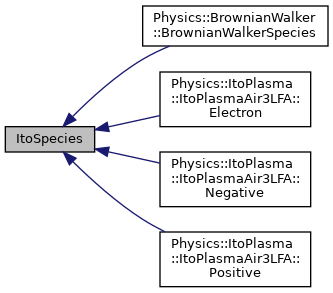 Physics::BrownianWalker
::BrownianWalkerSpecies
Physics::ItoPlasma
::ItoPlasmaAir3LFA::
Electron
ItoSpecies
Physics::ItoPlasma
::ItoPlasmaAir3LFA::
Negative
Physics::ItoPlasma
::ItoPlasmaAir3LFA::
Positive